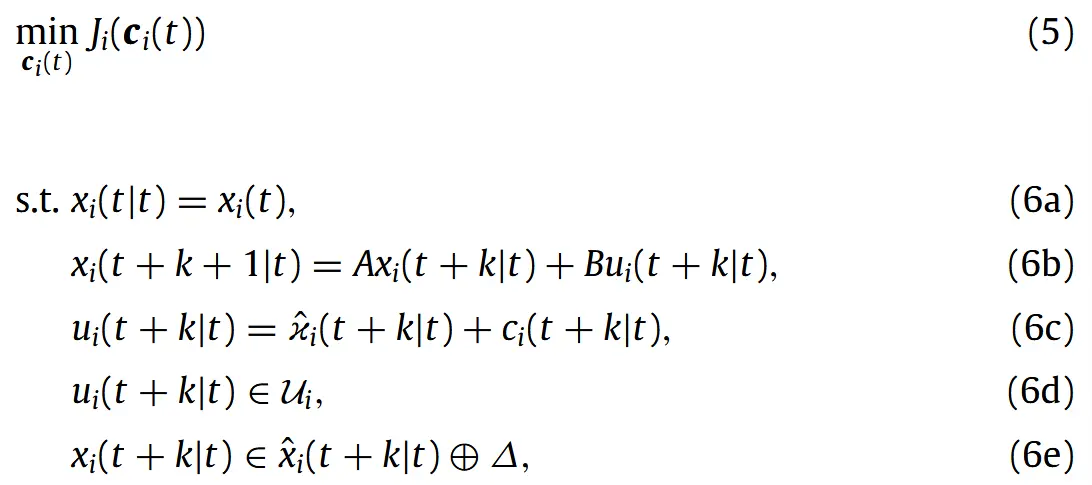 min J_i(c_i(t)) (5)
c_i(t)
s.t. x_i(t|t) = x_i(t), (6a)
x_i(t + k + 1|t) = Ax_i(t + k|t) + Bu_i(t + k|t), (6b)
u_i(t + k|t) = ϰ̂_i(t + k|t) + c_i(t + k|t), (6c)
u_i(t + k|t) ∈ 𝒰_i, (6d)
x_i(t + k|t) ∈ x̂_i(t + k|t) ⊕ Δ, (6e)